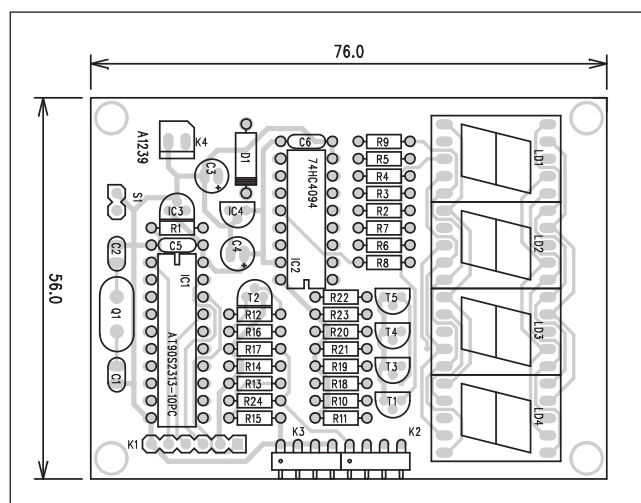 76.0
56.0
A1239
K4
C3
+
D1
C6
R9
LD1
S1
74HC4094
R5
R4
R3
IC3
IC4
R2
R1
R7
LD2
C2
C5
C4
+
R6
IC2
R8
IC1
T2
R22
T5
Q1
R12
R23
R16
R20
T4
LD3
AT90S2313-10PC
R17
R21
R14
R19
T3
C1
R13
R18
R24
R10
T1
R15
R11
LD4
K1
K3
K2